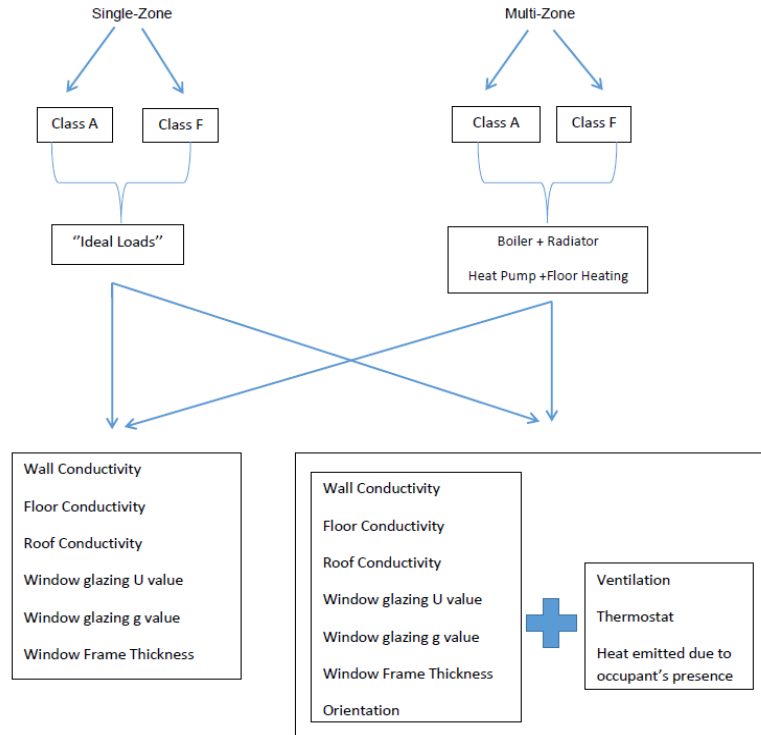 Single-Zone
Multi-Zone
Class A
Class F
Class A
Class F
‘’Ideal Loads’’
Boiler + Radiator
Heat Pump +Floor Heating
Wall Conductivity
Floor Conductivity
Roof Conductivity
Window glazing U value
Window glazing g value
Window Frame Thickness
Wall Conductivity
Floor Conductivity
Roof Conductivity
Window glazing U value
Window glazing g value
Window Frame Thickness
Orientation
Ventilation
Thermostat
Heat emitted due to
occupant’s presence